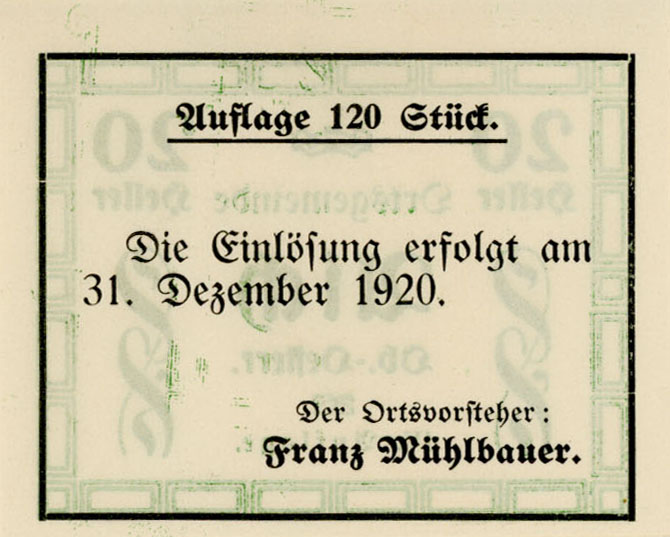 Auflage 120 Stück.
Die Einlösung erfolgt am
31. Dezember 1920.
Der Ortsvorsteher:
Franz Mühlbauer.